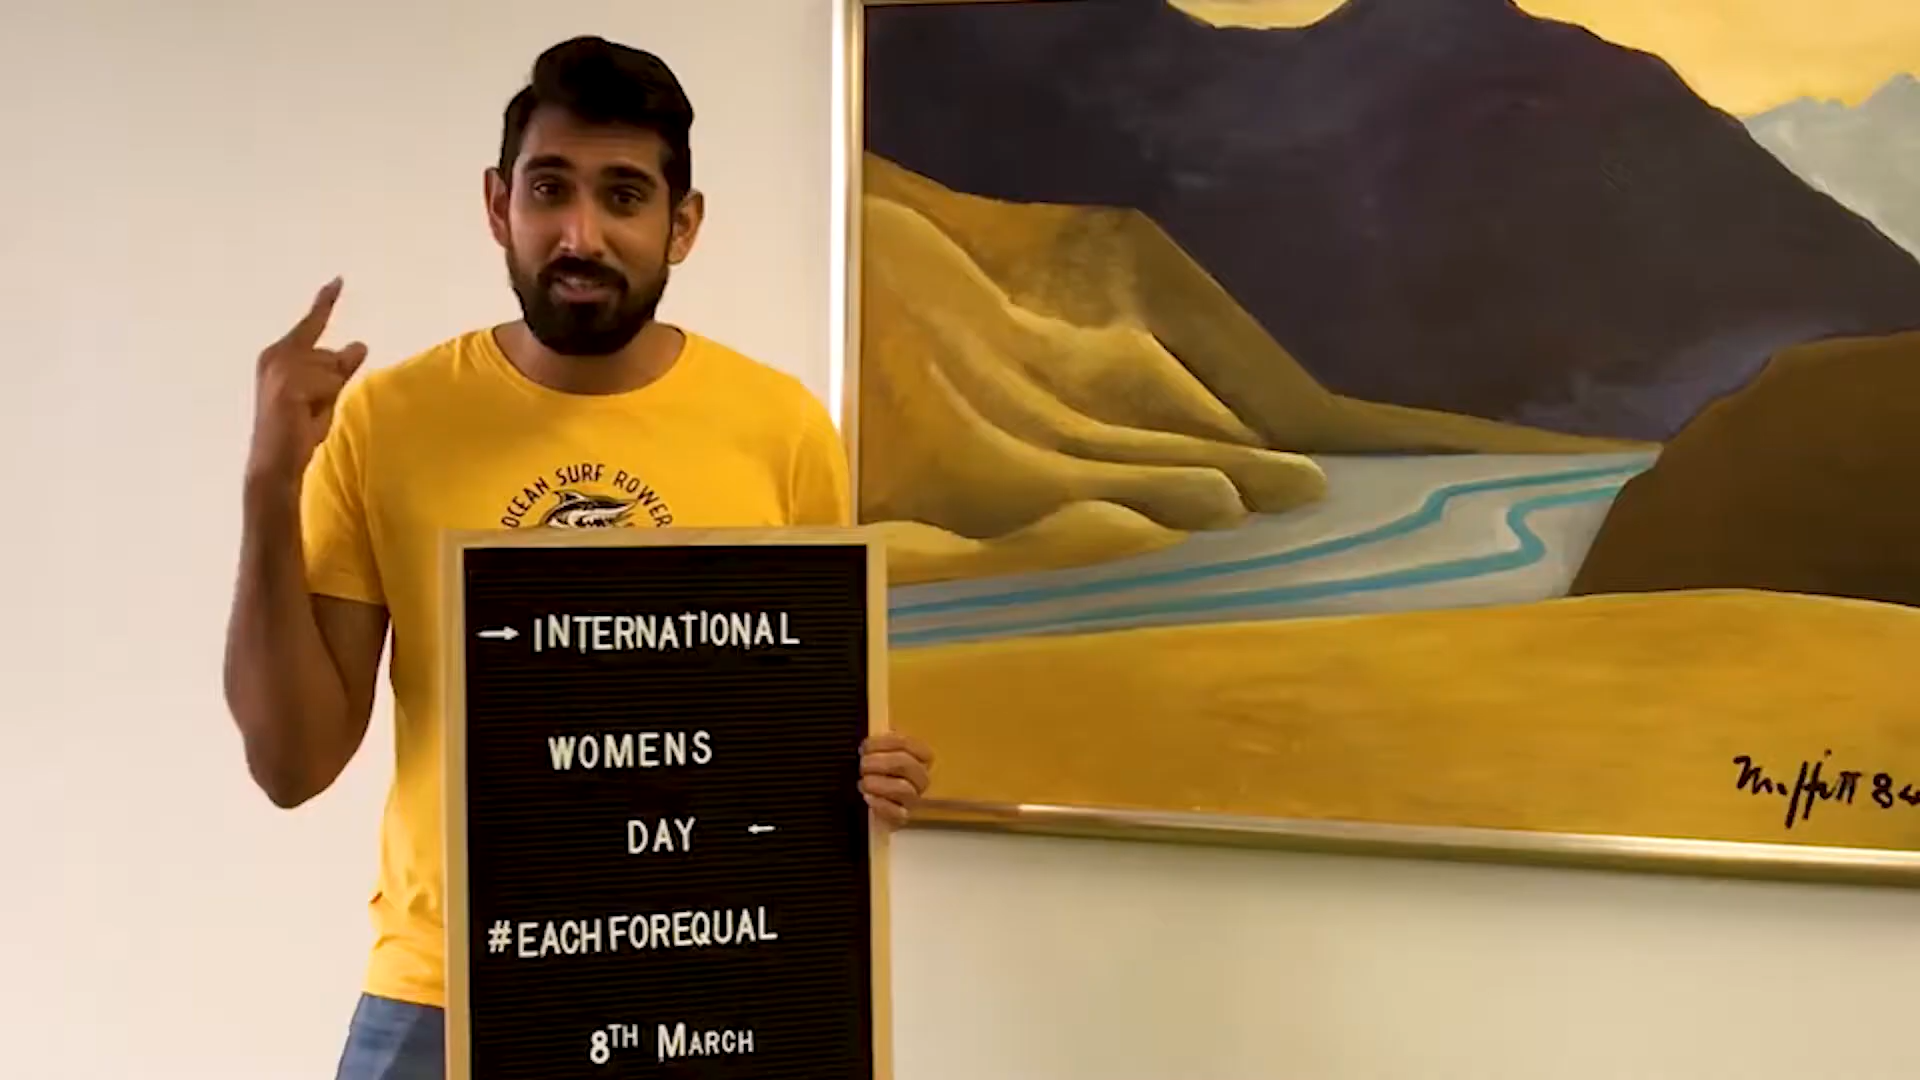 OCEAN SURF ROWER
→ INTERNATIONAL
WOMENS
DAY ←
#EACHFOREQUAL
8TH MARCH